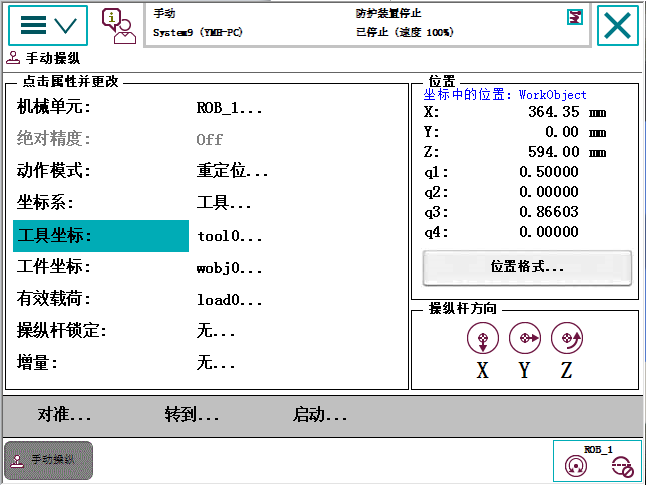 手动
防护装置停止
System9 (YMH-PC)
已停止 (速度 100%)
手动操纵
点击属性并更改
机械单元: ROB_1...
绝对精度: Off
动作模式: 重定位...
坐标系: 工具...
工具坐标: tool0...
工件坐标: wobj0...
有效载荷: load0...
操纵杆锁定: 无...
增量: 无...
位置
坐标中的位置: WorkObject
X: 364.35 mm
Y: 0.00 mm
Z: 594.00 mm
q1: 0.50000
q2: 0.00000
q3: 0.86603
q4: 0.00000
位置格式...
操纵杆方向
X Y Z
对准... 转到... 启动...
手动操纵
ROB_1